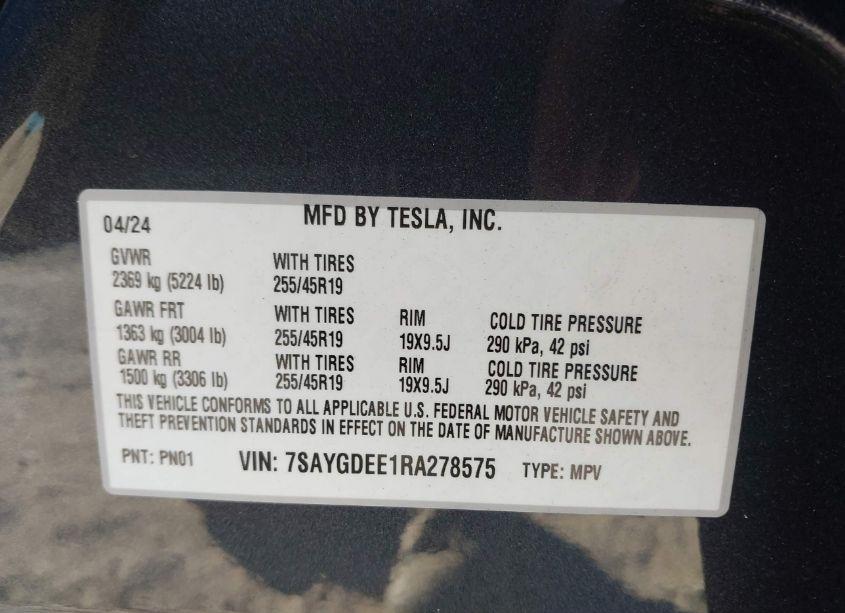 MFD BY TESLA, INC.
04/24
GVWR WITH TIRES
2369 kg (5224 lb) 255/45R19
GAWR FRT WITH TIRES RIM COLD TIRE PRESSURE
1363 kg (3004 lb) 255/45R19 19X9.5J 290 kPa, 42 psi
GAWR RR WITH TIRES RIM COLD TIRE PRESSURE
1500 kg (3306 lb) 255/45R19 19X9.5J 290 kPa, 42 psi
THIS VEHICLE CONFORMS TO ALL APPLICABLE U.S. FEDERAL MOTOR VEHICLE SAFETY AND
THEFT PREVENTION STANDARDS IN EFFECT ON THE DATE OF MANUFACTURE SHOWN ABOVE.
PNT: PN01 VIN: 7SAYGDEE1RA278575 TYPE: MPV